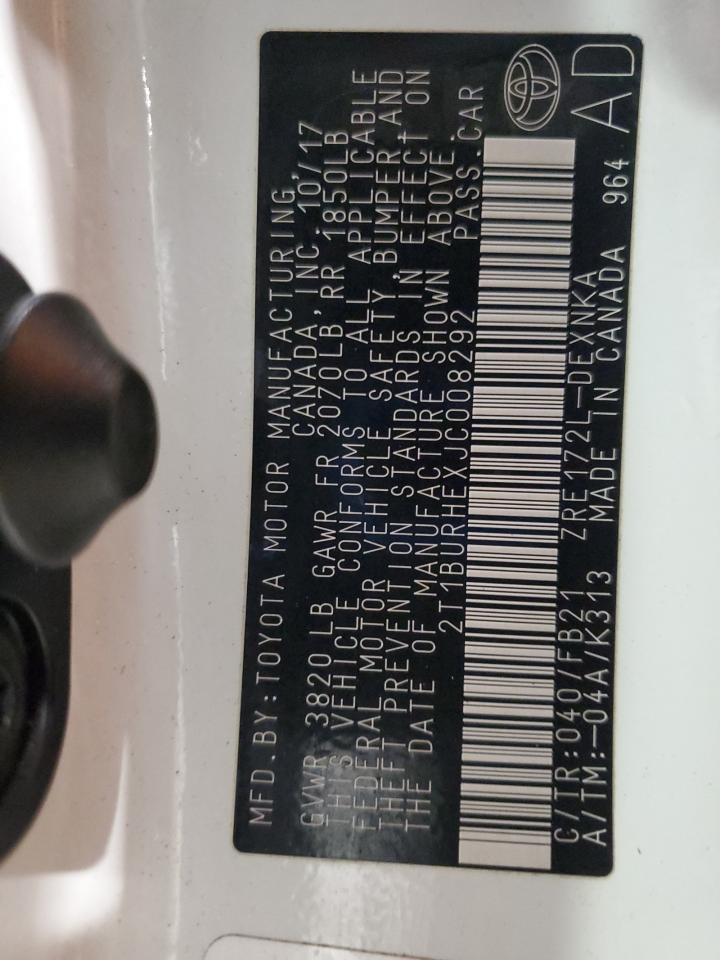 MFD.BY:TOYOTA MOTOR MANUFACTURING,
CANADA, INC. 10/17
GVWR 3820 LB GAWR FR 2070LB, RR 1850LB
THIS VEHICLE CONFORMS TO ALL APPLICABLE
FEDERAL MOTOR VEHICLE SAFETY, BUMPER AND
THEFT PREVENTION STANDARDS IN EFFECT ON
THE DATE OF MANUFACTURE SHOWN ABOVE
2T1BURHEXJC008292 PASS.CAR
C/TR:040/FB21 ZRE172L-DEXNKA
A/TM:-04A/K313 MADE IN CANADA 964 AD